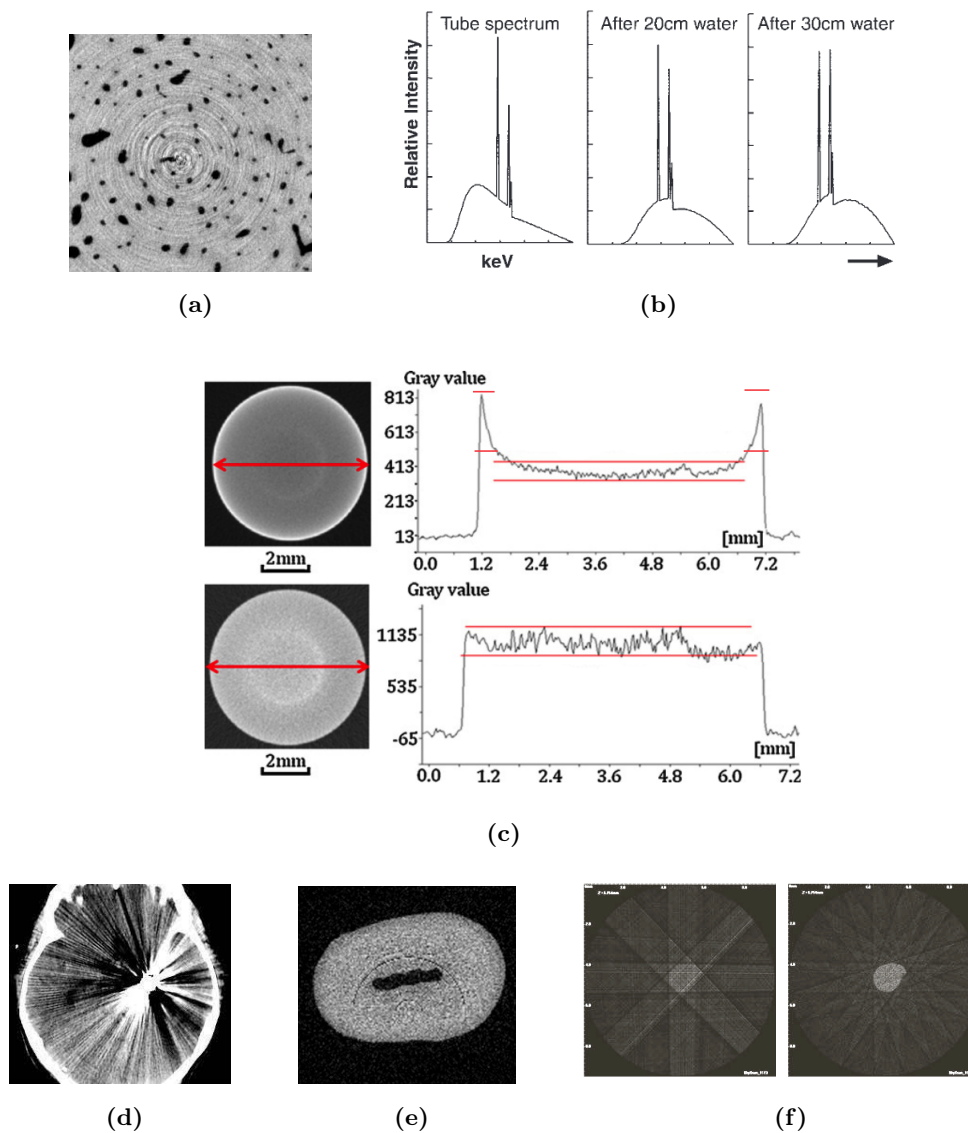 Tube spectrum
After 20cm water
After 30cm water
Relative Intensity
keV
(a)
(b)
Gray value
813
613
413
213
13
[mm]
2mm
0.0 1.2 2.4 3.6 4.8 6.0 7.2
Gray value
1135
535
-65
[mm]
2mm
0.0 1.2 2.4 3.6 4.8 6.0 7.2
(c)
(d)
(e)
(f)